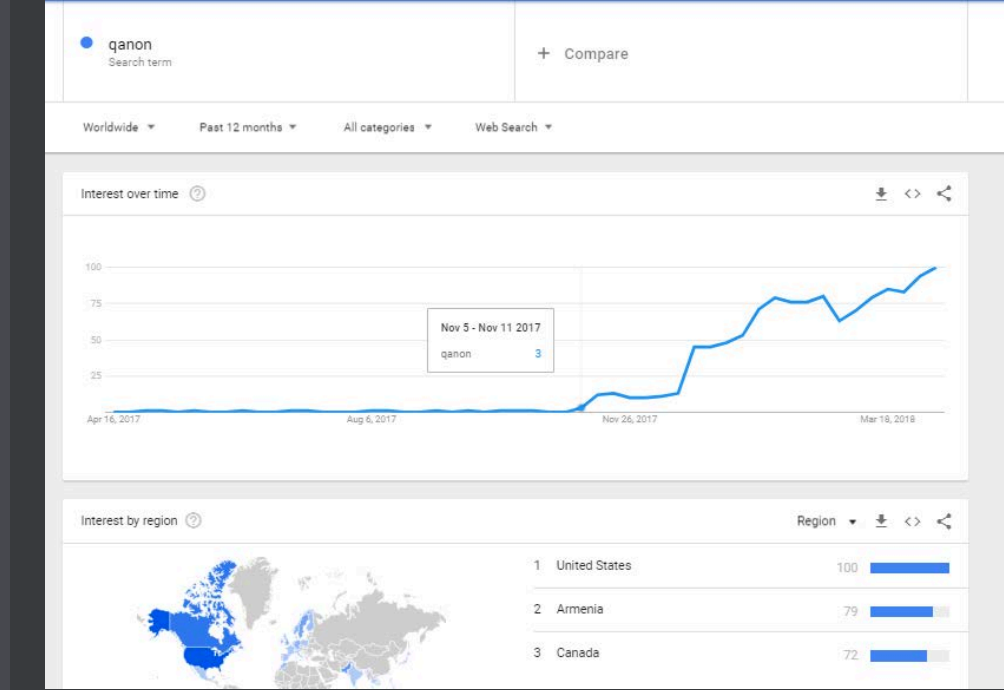 qanon
Search term
+ Compare
Worldwide
Past 12 months
All categories
Web Search
Interest over time
100
75
50
25
Nov 5 - Nov 11 2017
qanon 3
Apr 16, 2017
Aug 6, 2017
Nov 26, 2017
Mar 18, 2018
Interest by region
Region
1 United States 100
2 Armenia 79
3 Canada 72